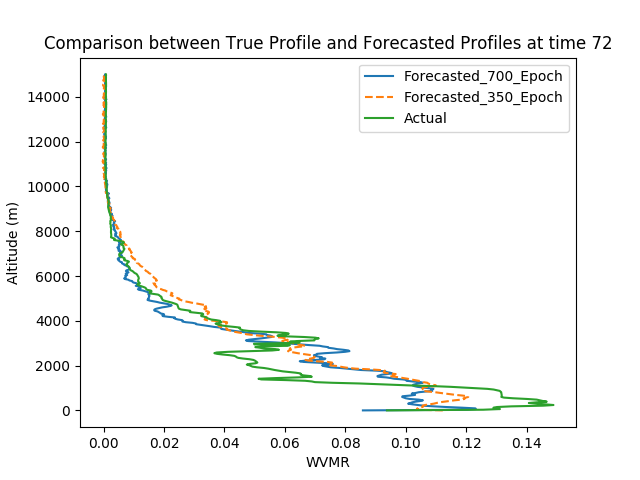 Comparison between True Profile and Forecasted Profiles at time 72
Forecasted_700_Epoch
Forecasted_350_Epoch
Actual
Altitude (m)
14000
12000
10000
8000
6000
4000
2000
0
0.00 0.02 0.04 0.06 0.08 0.10 0.12 0.14
WVMR